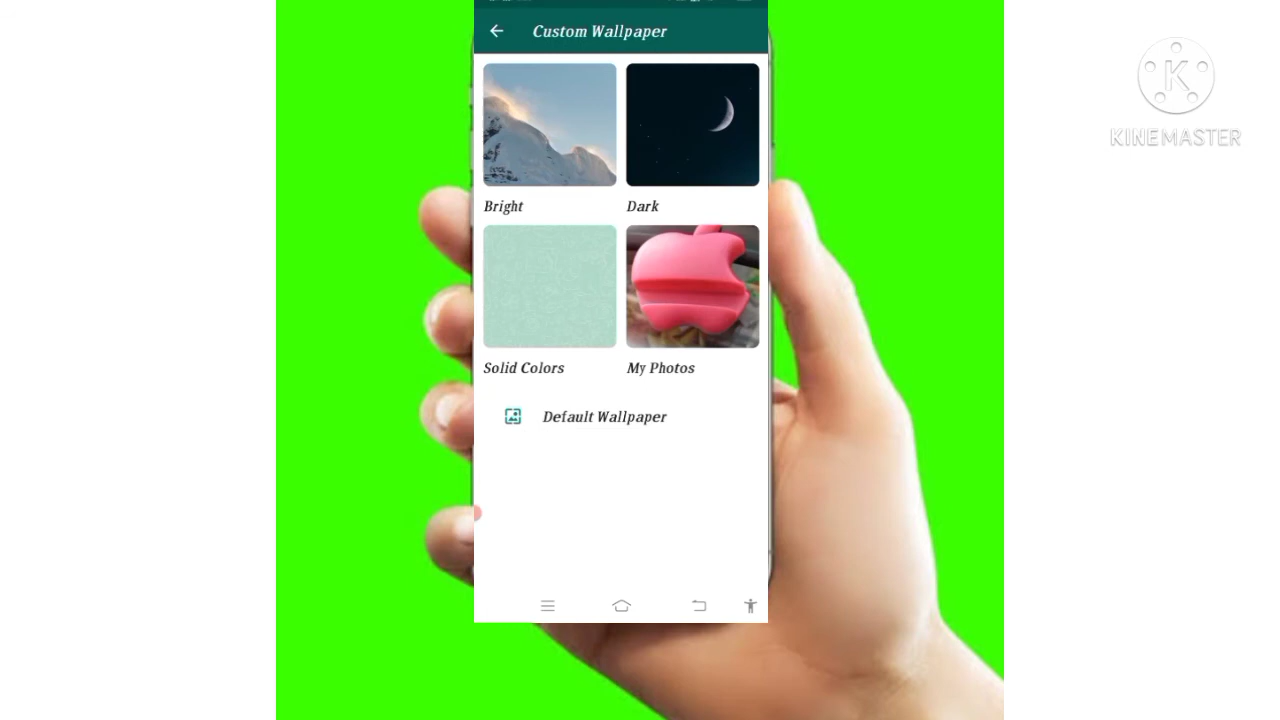 Custom Wallpaper
KINEMASTER
Bright
Dark
Solid Colors
My Photos
Default Wallpaper